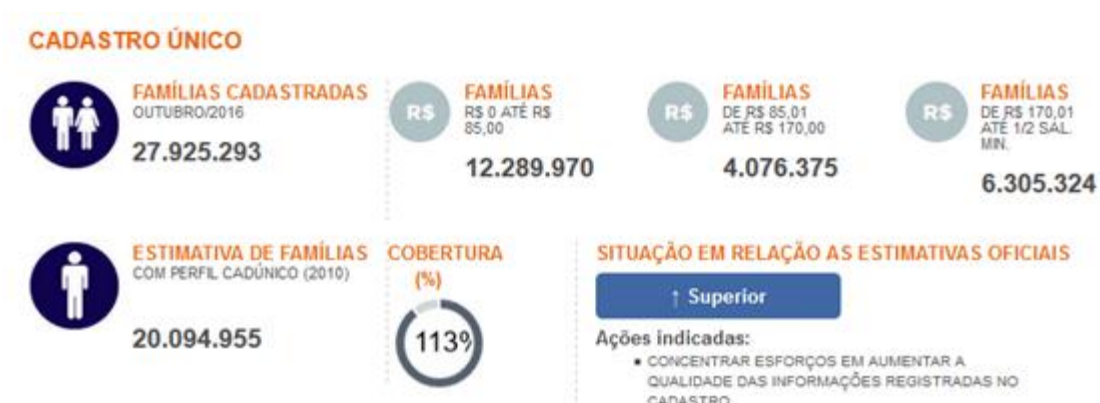 CADASTRO ÚNICO
FAMÍLIAS CADASTRADAS
OUTUBRO/2016
27.925.293
R$
FAMÍLIAS
R$ 0 ATÉ R$
85,00
12.289.970
R$
FAMÍLIAS
DE R$ 85,01
ATÉ R$ 170,00
4.076.375
R$
FAMÍLIAS
DE R$ 170,01
ATÉ 1/2 SÁL.
MIN.
6.305.324
ESTIMATIVA DE FAMÍLIAS
COM PERFIL CADÚNICO (2010)
20.094.955
COBERTURA
(%)
113%
SITUAÇÃO EM RELAÇÃO AS ESTIMATIVAS OFICIAIS
↑ Superior
Ações indicadas:
▪ CONCENTRAR ESFORÇOS EM AUMENTAR A
QUALIDADE DAS INFORMAÇÕES REGISTRADAS NO
CADASTRO